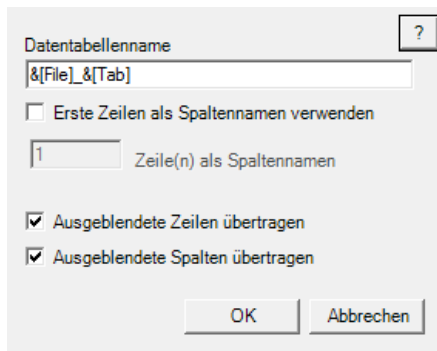 ?
Datentabellenname
&[File]_&[Tab]
Erste Zeilen als Spaltennamen verwenden
1 Zeile(n) als Spaltennamen
Ausgeblendete Zeilen übertragen
Ausgeblendete Spalten übertragen
OK Abbrechen